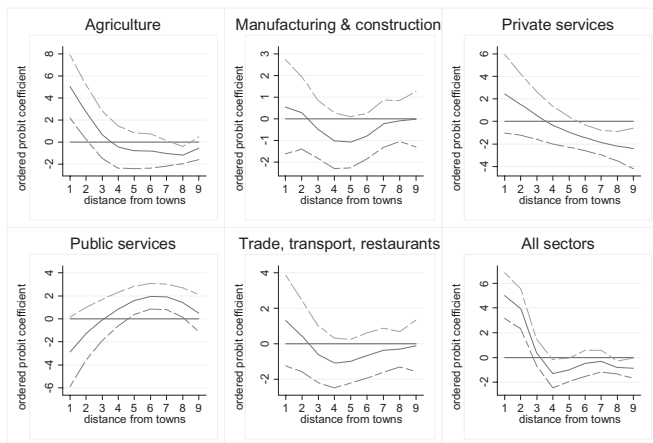 Agriculture
ordered probit coefficient
8
6
4
2
0
-2
1 2 3 4 5 6 7 8 9
distance from towns
Manufacturing & construction
ordered probit coefficient
3
2
1
0
-1
-2
1 2 3 4 5 6 7 8 9
distance from towns
Private services
ordered probit coefficient
6
4
2
0
-2
-4
1 2 3 4 5 6 7 8 9
distance from towns
Public services
ordered probit coefficient
4
2
0
-2
-4
-6
1 2 3 4 5 6 7 8 9
distance from towns
Trade, transport, restaurants
ordered probit coefficient
4
2
0
-2
1 2 3 4 5 6 7 8 9
distance from towns
All sectors
ordered probit coefficient
6
4
2
0
-2
1 2 3 4 5 6 7 8 9
distance from towns